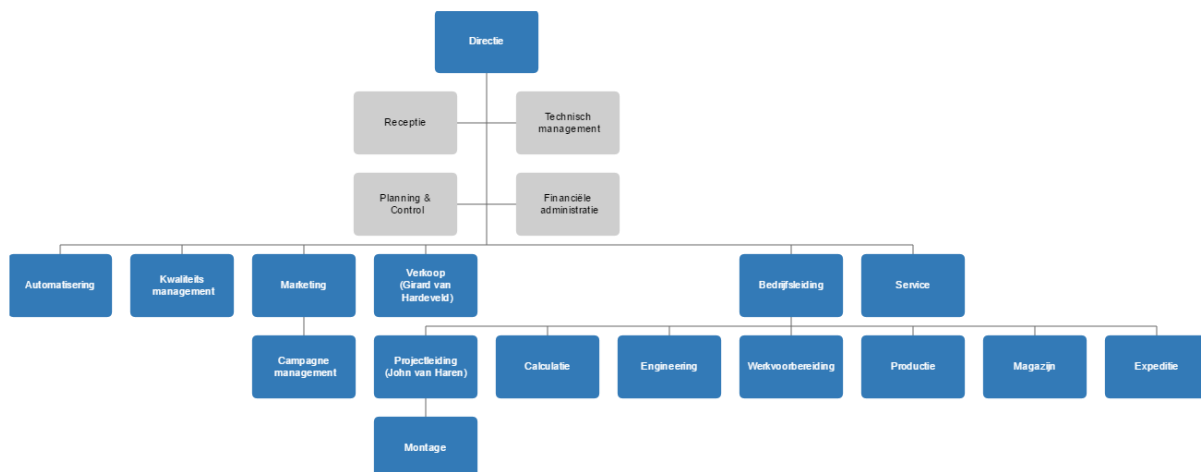 Directie
Receptie
Technisch
management
Planning &
Control
Financiële
administratie
Automatisering
Kwaliteits
management
Marketing
Verkoop
(Girard van
Hardeveld)
Bedrijfsleiding
Service
Campagne
management
Projectleiding
(John van Haren)
Calculatie
Engineering
Werkvoorbereiding
Productie
Magazijn
Expeditie
Montage